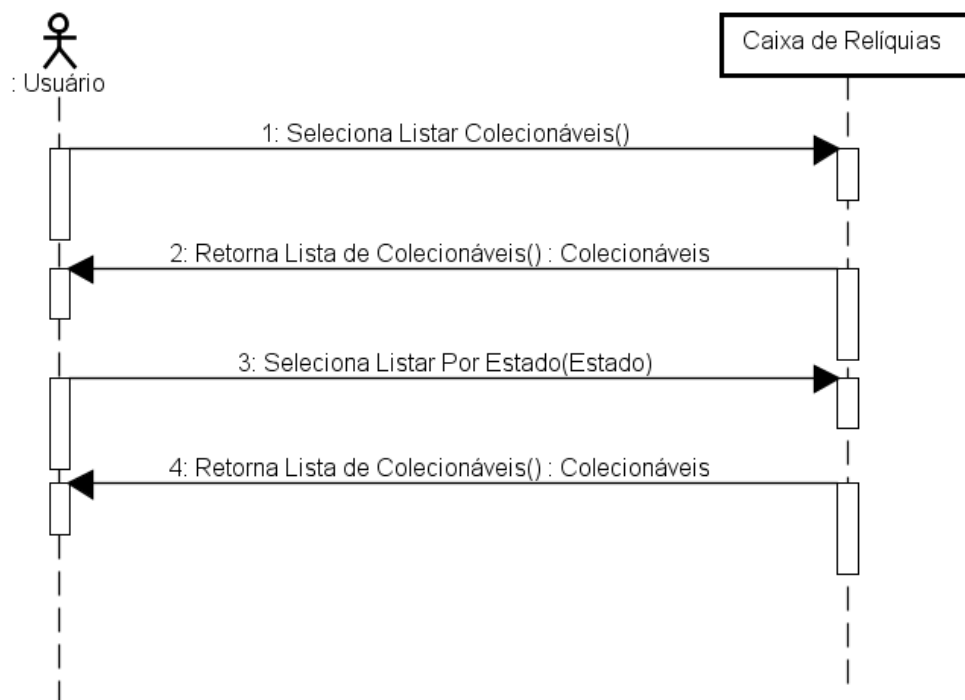 : Usuário
Caixa de Relíquias
1: Seleciona Listar Colecionáveis()
2: Retorna Lista de Colecionáveis() : Colecionáveis
3: Seleciona Listar Por Estado(Estado)
4: Retorna Lista de Colecionáveis() : Colecionáveis